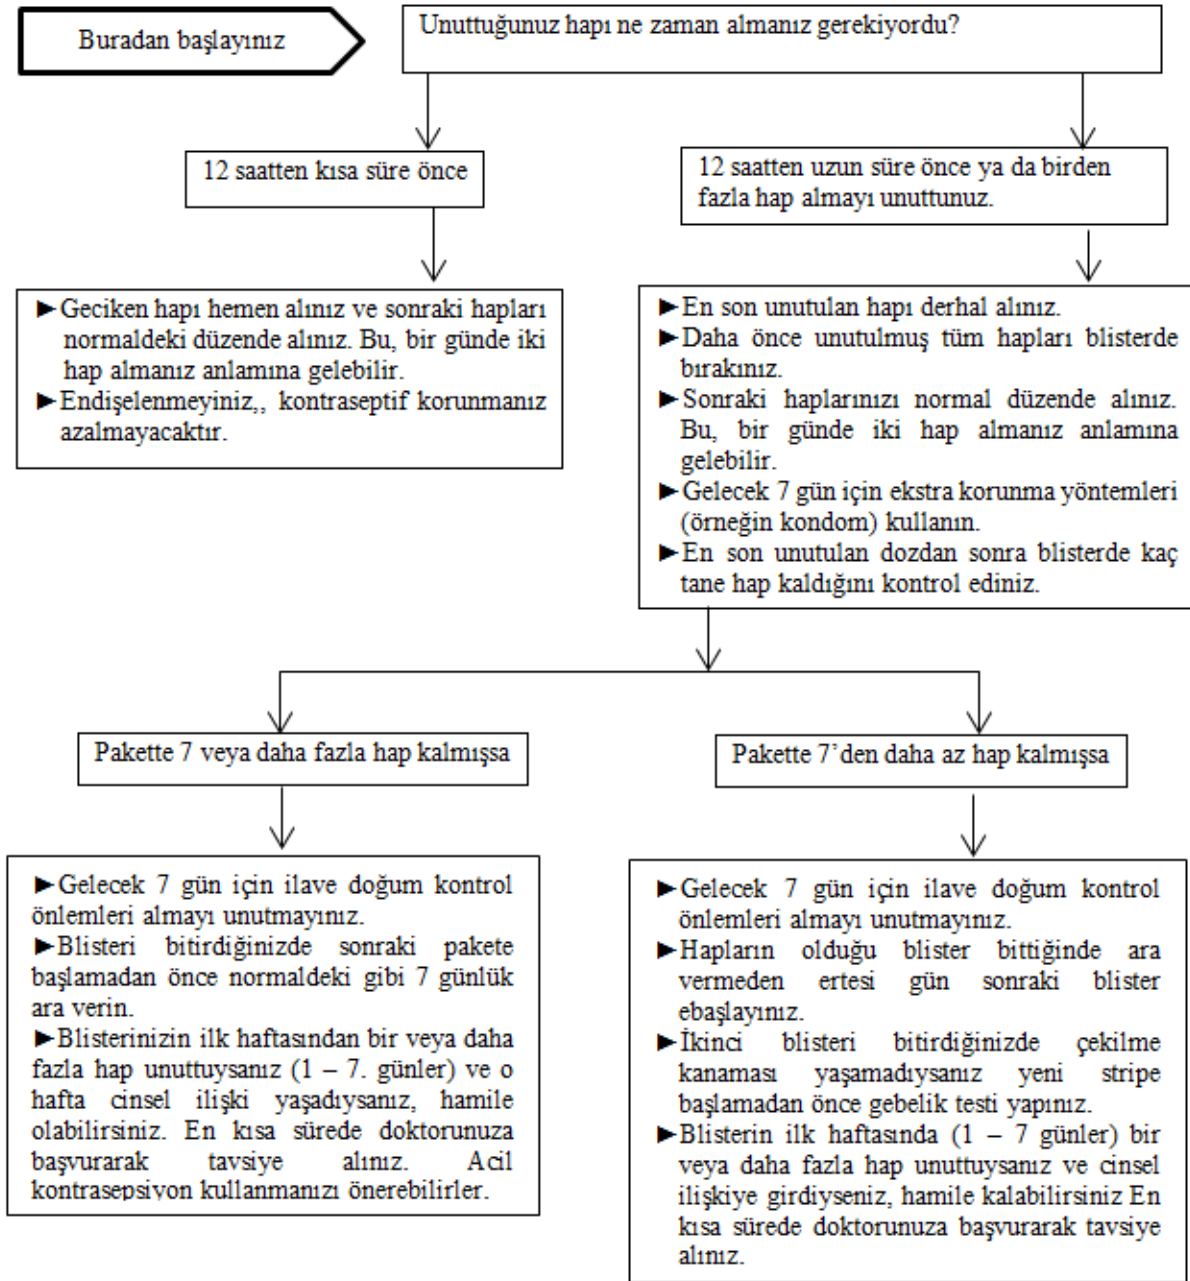 Buradan başlayınız
Unuttuğunuz hapı ne zaman almanız gerekiyordu?
12 saatten kısa süre önce
12 saatten uzun süre önce ya da birden
fazla hap almayı unuttunuz.
►Geciken hapı hemen alınız ve sonraki hapları
normaldeki düzende alınız. Bu, bir günde iki
hap almanız anlamına gelebilir.
►Endişelenmeyiniz,, kontraseptif korunmanız
azalmayacaktır.
►En son unutulan hapı derhal alınız.
►Daha önce unutulmuş tüm hapları blisterde
bırakınız.
►Sonraki haplarınızı normal düzende alınız.
Bu, bir günde iki hap almanız anlamına
gelebilir.
►Gelecek 7 gün için ekstra korunma yöntemleri
(örneğin kondom) kullanın.
►En son unutulan dozdan sonra blisterde kaç
tane hap kaldığını kontrol ediniz.
Pakette 7 veya daha fazla hap kalmışsa
Pakette 7’den daha az hap kalmışsa
►Gelecek 7 gün için ilave doğum kontrol
önlemleri almayı unutmayınız.
►Blisteri bitirdiğinizde sonraki pakete
başlamadan önce normaldeki gibi 7 günlük
ara verin.
►Blisterinizin ilk haftasından bir veya daha
fazla hap unuttuysanız (1 – 7. günler) ve o
hafta cinsel ilişki yaşadıysanız, hamile
olabilirsiniz. En kısa sürede doktorunuza
başvurarak tavsiye alınız. Acil
kontrasepsiyon kullanmanızı önerebilirler.
►Gelecek 7 gün için ilave doğum kontrol
önlemleri almayı unutmayınız.
►Hapların olduğu blister bittiğinde ara
vermeden ertesi gün sonraki blister
ebaşlayınız.
►İkinci blisteri bitirdiğinizde çekilme
kanaması yaşamadıysanız yeni stripe
başlamadan önce gebelik testi yapınız.
►Blisterin ilk haftasında (1 – 7 günler) bir
veya daha fazla hap unuttuysanız ve cinsel
ilişkiye girdiyseniz, hamile kalabilirsiniz En
kısa sürede doktorunuza başvurarak tavsiye
alınız.